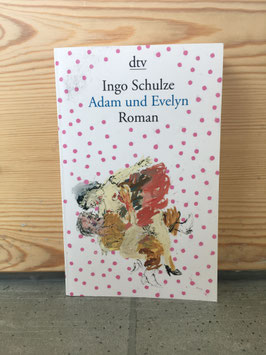 dtv
Ingo Schulze
Adam und Evelyn
Roman